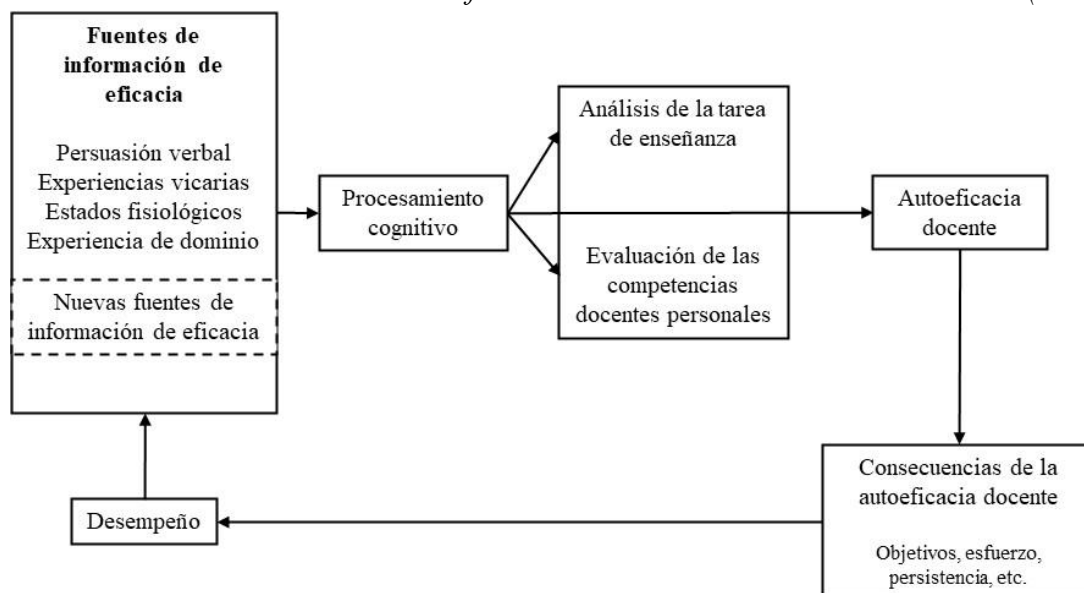 Fuentes de
información de
eficacia
Persuasión verbal
Experiencias vicarias
Estados fisiológicos
Experiencia de dominio
Nuevas fuentes de
información de eficacia
Procesamiento
cognitivo
Análisis de la tarea
de enseñanza
Evaluación de las
competencias
docentes personales
Autoeficacia
docente
Consecuencias de la
autoeficacia docente
Objetivos, esfuerzo,
persistencia, etc.
Desempeño